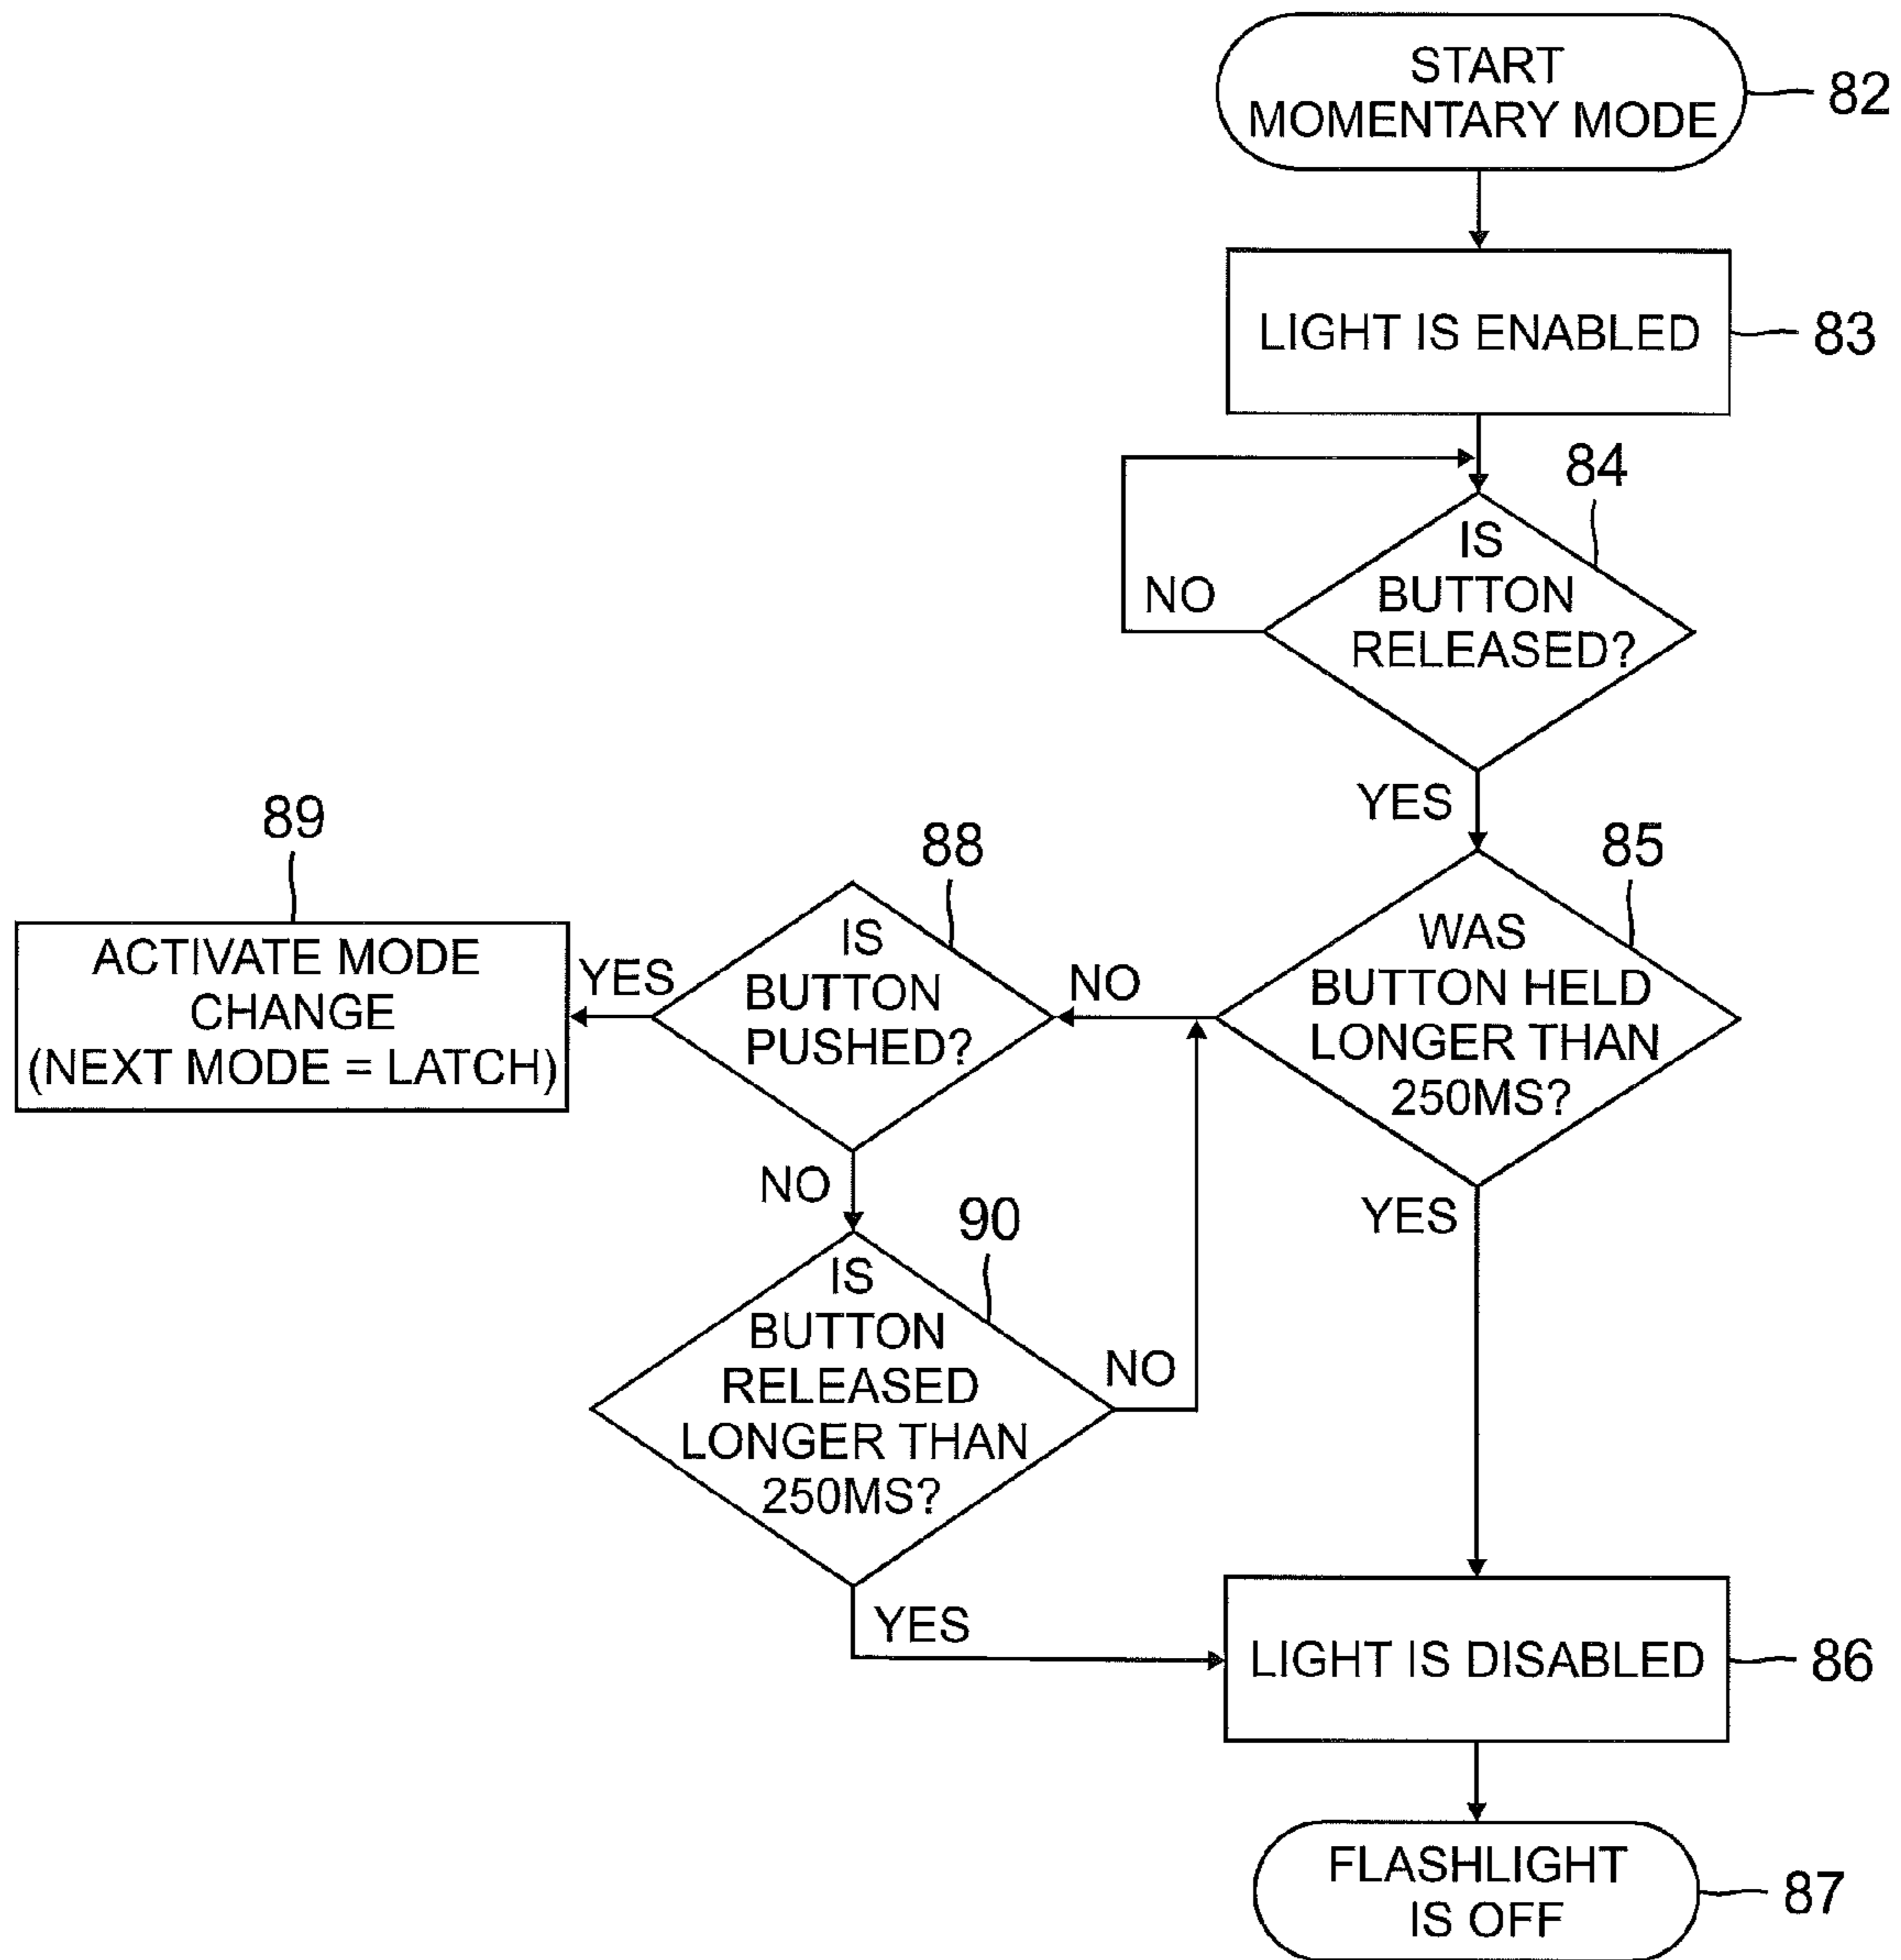 START
MOMENTARY MODE
82
LIGHT IS ENABLED
83
84
IS
BUTTON
RELEASED?
NO
YES
85
WAS
BUTTON HELD
LONGER THAN
250MS?
NO
YES
88
IS
BUTTON
PUSHED?
YES
NO
89
ACTIVATE MODE
CHANGE
(NEXT MODE = LATCH)
90
IS
BUTTON
RELEASED
LONGER THAN
250MS?
NO
YES
LIGHT IS DISABLED
86
FLASHLIGHT
IS OFF
87